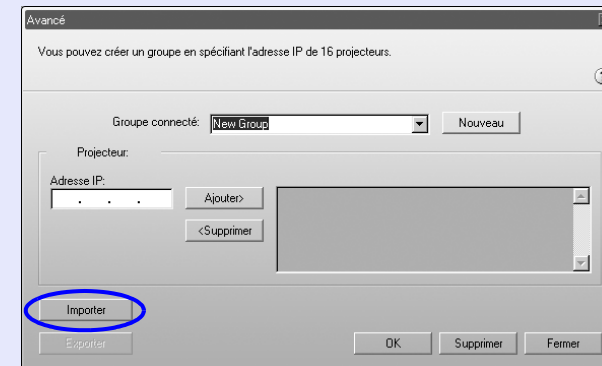 Avancé
Vous pouvez créer un groupe en spécifiant l'adresse IP de 16 projecteurs.
Groupe connecté: New Group Nouveau
Projecteur:
Adresse IP:
. . . Ajouter>
<Supprimer
Importer
Exporter OK Supprimer Fermer